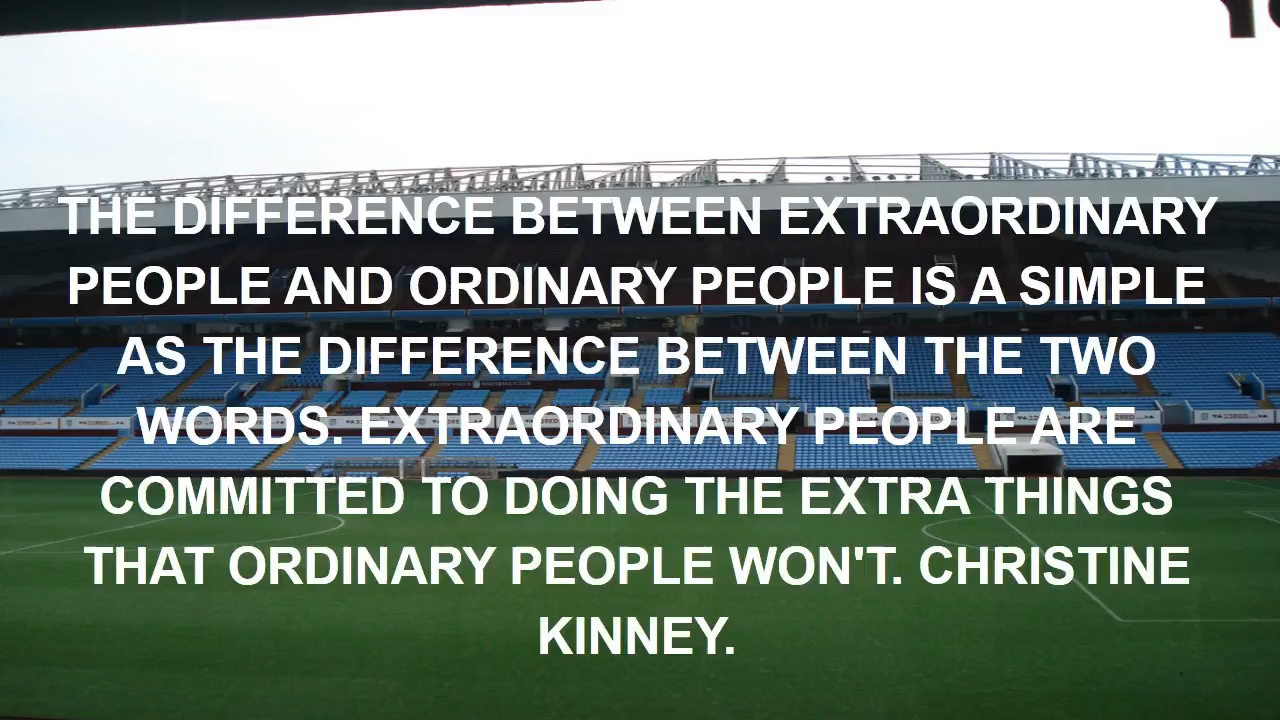 THE DIFFERENCE BETWEEN EXTRAORDINARY
PEOPLE AND ORDINARY PEOPLE IS A SIMPLE
AS THE DIFFERENCE BETWEEN THE TWO
WORDS. EXTRAORDINARY PEOPLE ARE
COMMITTED TO DOING THE EXTRA THINGS
THAT ORDINARY PEOPLE WON'T. CHRISTINE
KINNEY.